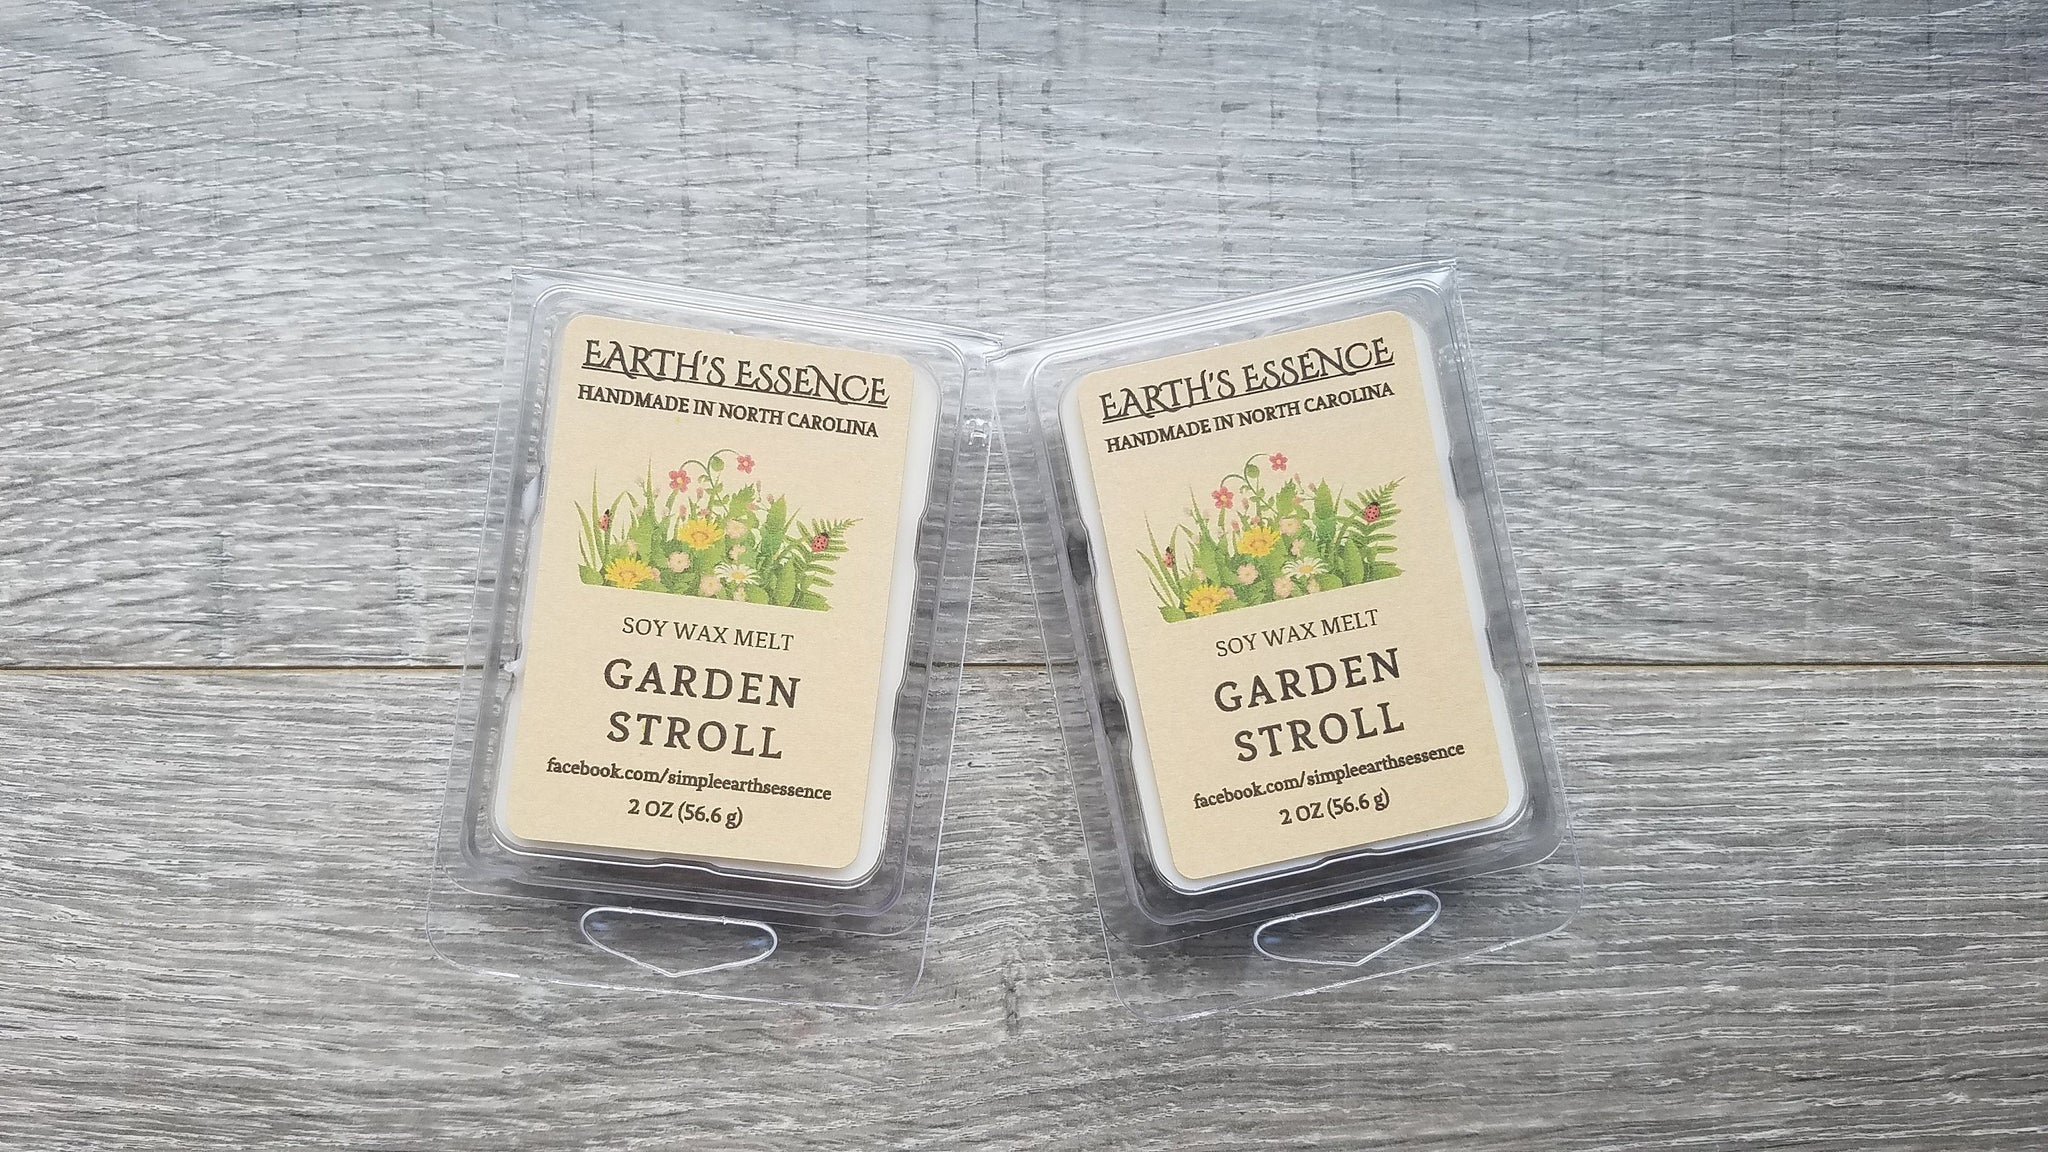 EARTH'S ESSENCE
HANDMADE IN NORTH CAROLINA
SOY WAX MELT
GARDEN
STROLL
facebook.com/simpleearthsessence
2 OZ (56.6 g)
EARTH'S ESSENCE
HANDMADE IN NORTH CAROLINA
SOY WAX MELT
GARDEN
STROLL
facebook.com/simpleearthsessence
2 OZ (56.6 g)